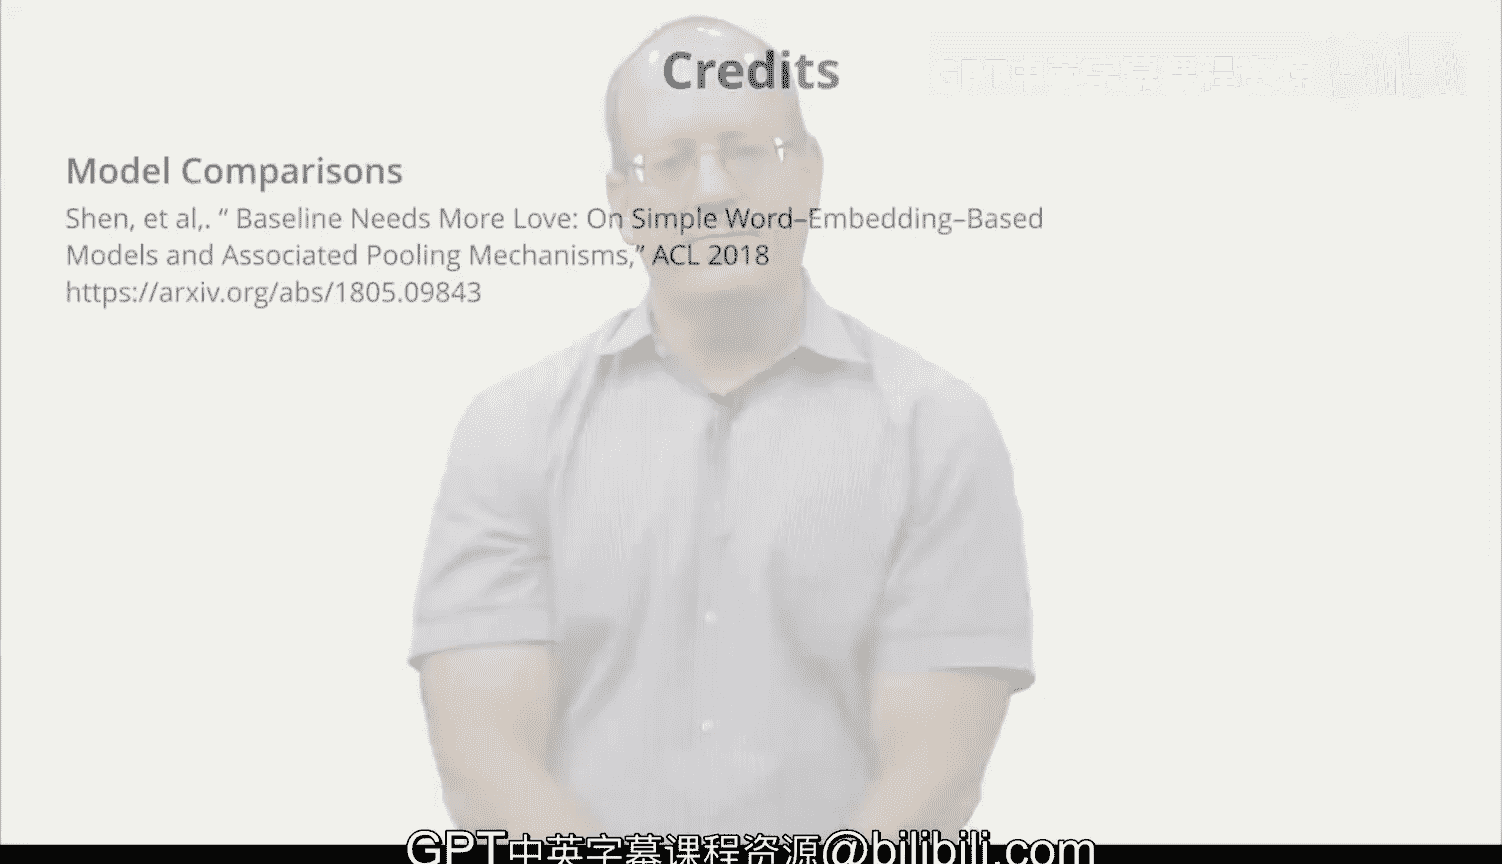 Credits
Model Comparisons
Shen, et al,. “ Baseline Needs More Love: On Simple Word–Embedding–Based
Models and Associated Pooling Mechanisms,” ACL 2018
https://arxiv.org/abs/1805.09843
GPT中英字幕课程资源@bilibili.com